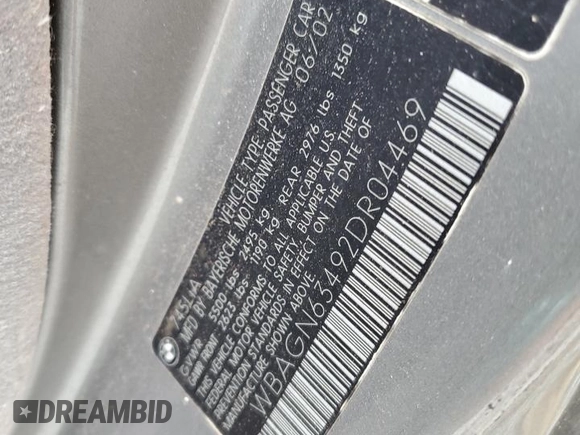 745LA VEHICLE TYPE: PASSENGER CAR
MFD BY BAYERISCHE MOTORENWERKE AG 06/02
GVWR 5500 lbs 2495 kg
GAWR FRNT 2623 lbs 1190 kg REAR 2976 lbs 1350 kg
THIS VEHICLE CONFORMS TO ALL APPLICABLE U.S.
FEDERAL MOTOR VEHICLE SAFETY BUMPER AND THEFT
PREVENTION STANDARDS IN EFFECT ON THE DATE OF
MANUFACTURE SHOWN ABOVE
WBAGN63492DR04469
DREAMBID